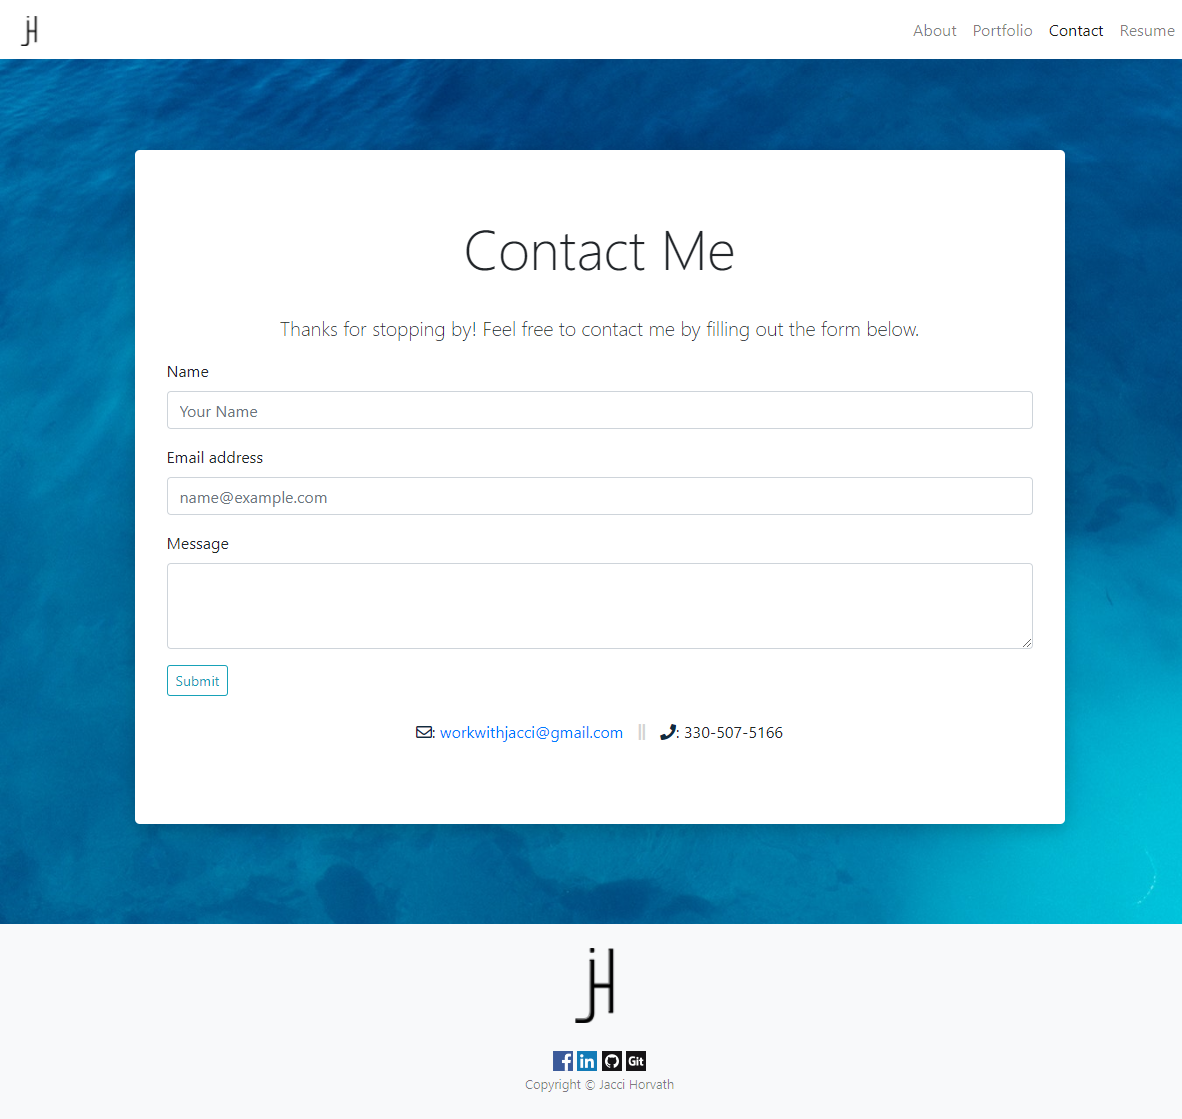 jH
About Portfolio Contact Resume
Contact Me
Thanks for stopping by! Feel free to contact me by filling out the form below.
Name
Your Name
Email address
name@example.com
Message
Submit
: workwithjacci@gmail.com || : 330-507-5166
jH
f in Git
Copyright © Jacci Horvath